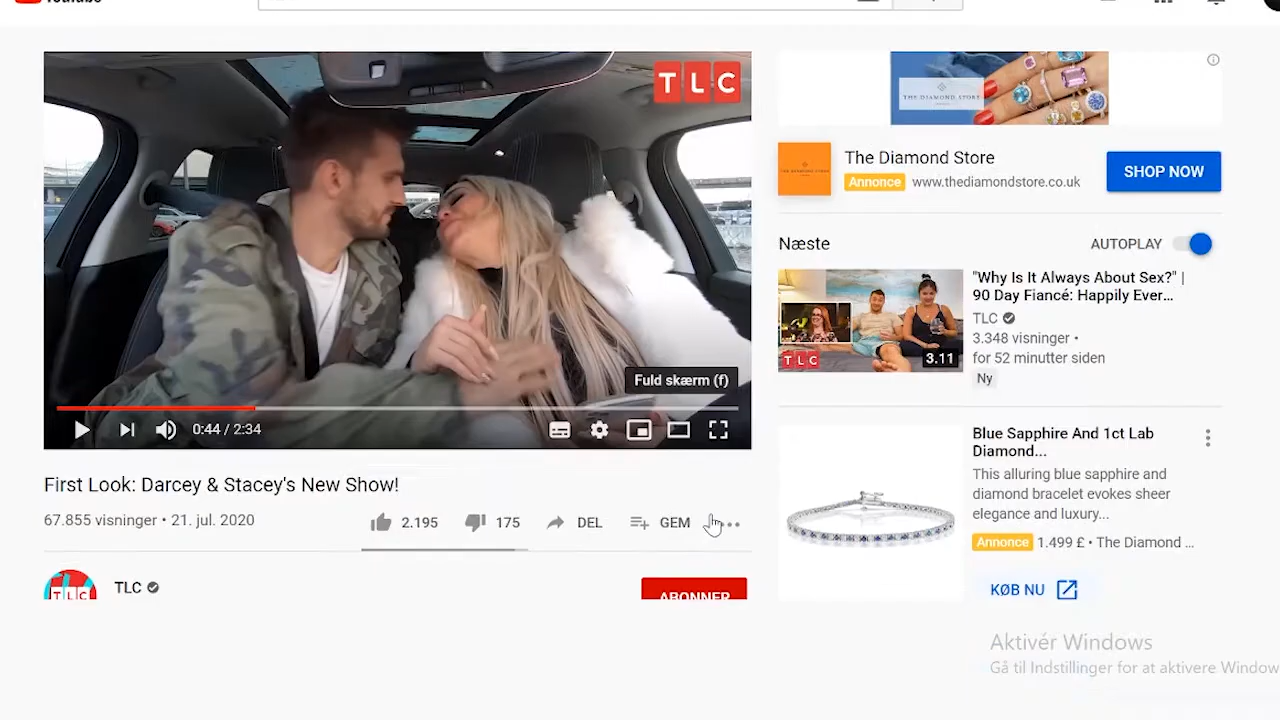 YouTube
TLC
Fuld skærm (f)
0:44 / 2:34
First Look: Darcey & Stacey's New Show!
67.855 visninger • 21. jul. 2020
2.195
175
DEL
GEM
TLC
TLC
ABONNER
THE DIAMOND STORE
The Diamond Store
Annonce www.thediamondstore.co.uk
SHOP NOW
Næste
AUTOPLAY
TLC
3.11
"Why Is It Always About Sex?" |
90 Day Fiancé: Happily Ever...
TLC
3.348 visninger •
for 52 minutter siden
Ny
Blue Sapphire And 1ct Lab
Diamond...
This alluring blue sapphire and
diamond bracelet evokes sheer
elegance and luxury...
Annonce 1.499 £ • The Diamond ...
KØB NU
Aktivér Windows
Gå til Indstillinger for at aktivere Window